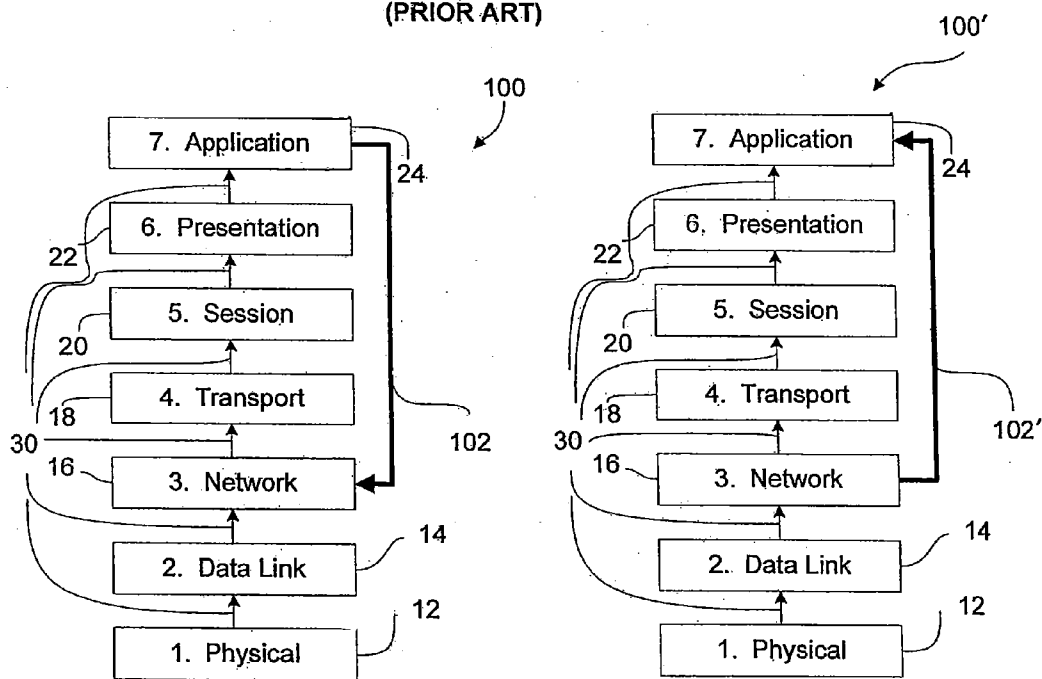 (PRIOR ART)
100
7. Application
24
6. Presentation
22
5. Session
20
4. Transport
18
30
102
16
3. Network
14
2. Data Link
12
1. Physical
100'
7. Application
24
6. Presentation
22
5. Session
20
4. Transport
18
30
102'
16
3. Network
14
2. Data Link
12
1. Physical